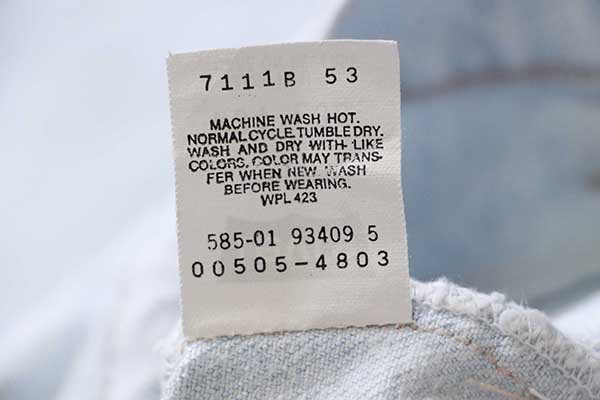 7111B 53
MACHINE WASH HOT.
NORMAL CYCLE. TUMBLE DRY.
WASH AND DRY WITH LIKE
COLORS. COLOR MAY TRANS-
FER WHEN NEW. WASH
BEFORE WEARING.
WPL 423
585-01 93409 5
00505-4803